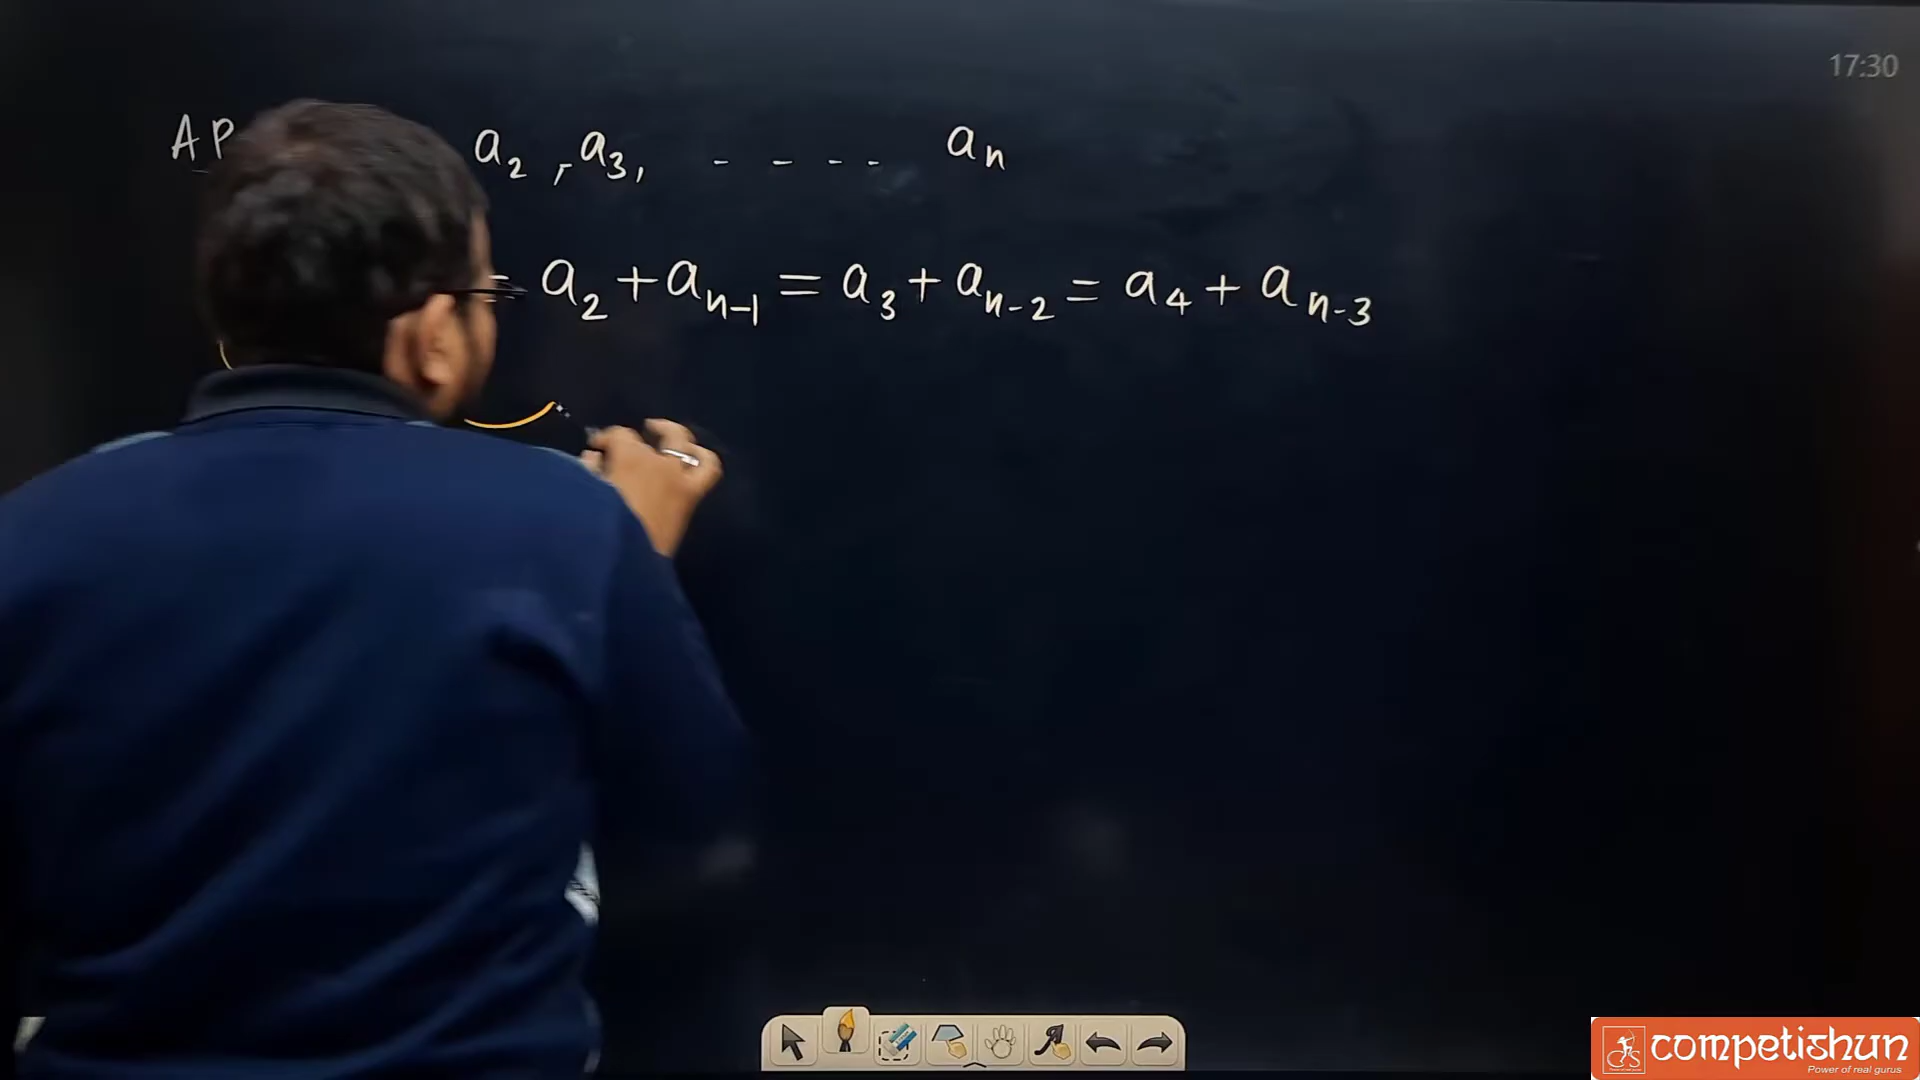 17:30
AP a₂, a₃, - - - - aₙ
= a₂ + aₙ₋₁ = a₃ + aₙ₋₂ = a₄ + aₙ₋₃
competishun
Power of real gurus